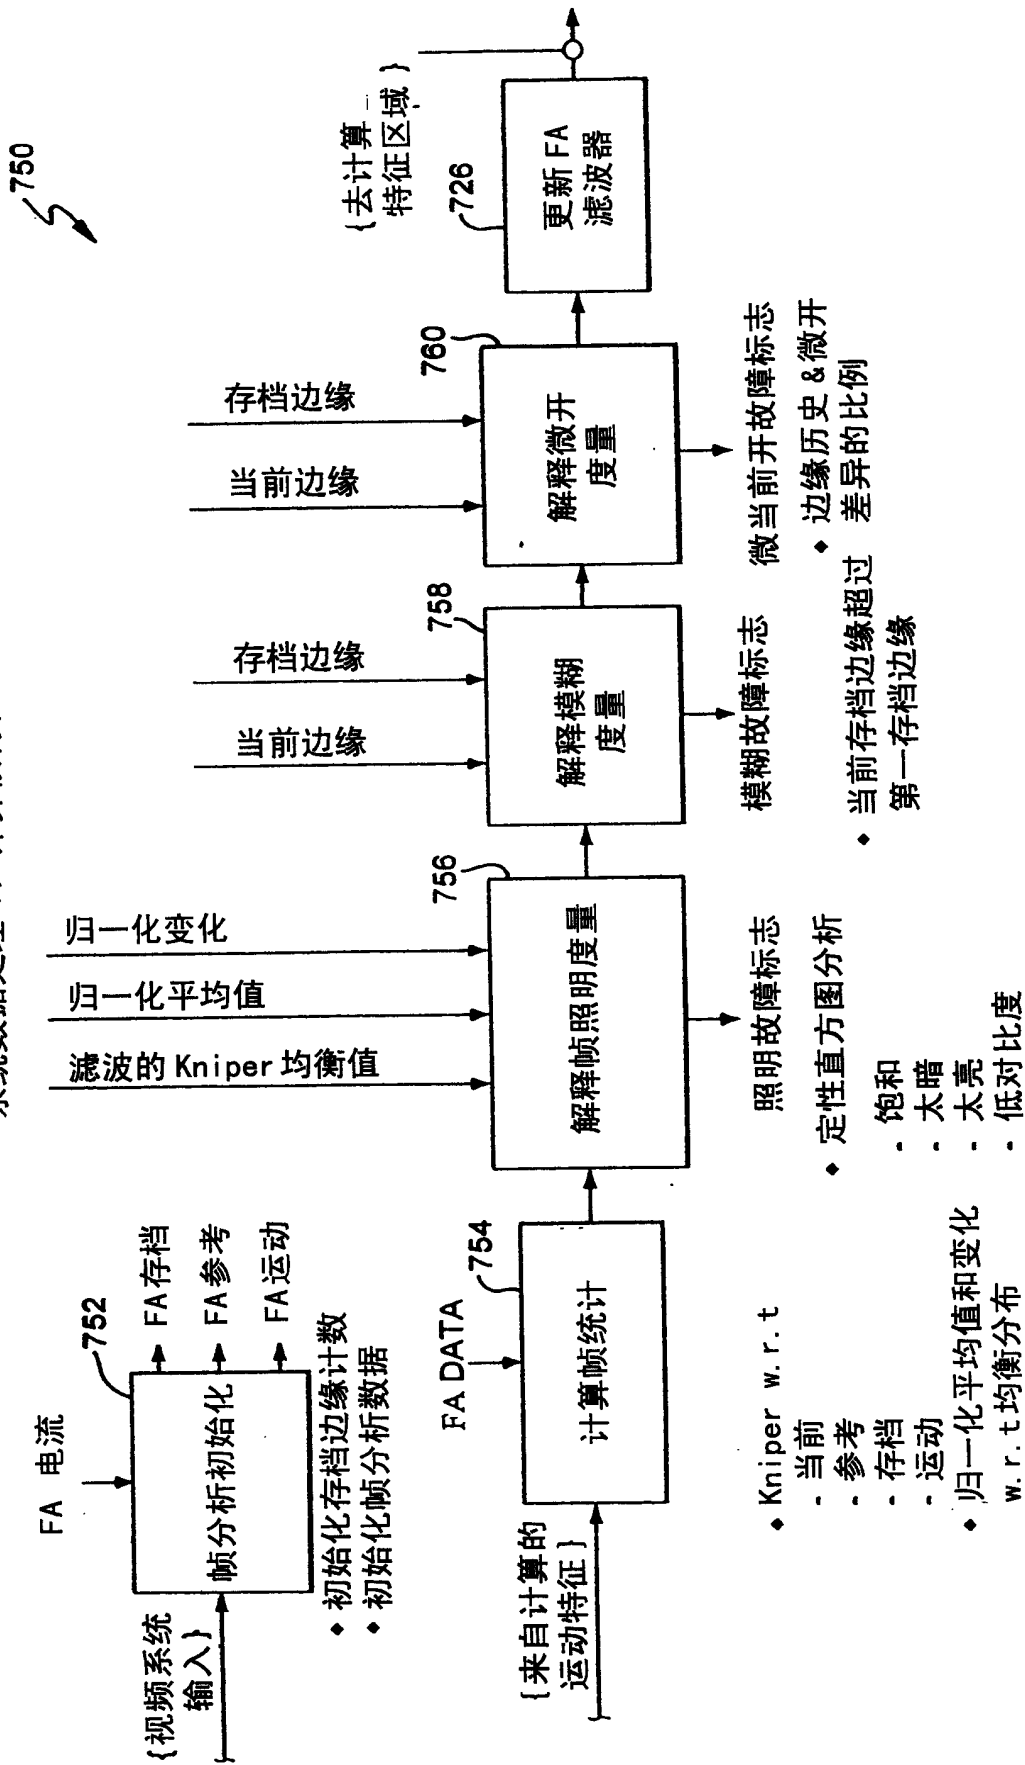 750
FA 电流
{视频系统
输入}
752
帧分析初始化
FA存档
FA参考
FA运动
◆ 初始化存档边缘计数
◆ 初始化帧分析数据
{来自计算的
运动特征}
FA DATA
754
计算帧统计
◆ Kniper w.r.t
- 当前
- 参考
- 存档
- 运动
◆ 归一化平均值和变化
w.r.t均衡分布
滤波的 Kniper 均衡值
归一化平均值
归一化变化
756
解释帧照明度量
照明故障标志
◆ 定性直方图分析
- 饱和
- 太暗
- 太亮
- 低对比度
当前边缘
存档边缘
758
解释模糊
度量
模糊故障标志
◆ 当前存档边缘超过
第一存档边缘
当前边缘
存档边缘
760
解释微开
度量
微当前开故障标志
◆ 边缘历史&微开
差异的比例
726
更新FA
滤波器
{去计算
特征区域}